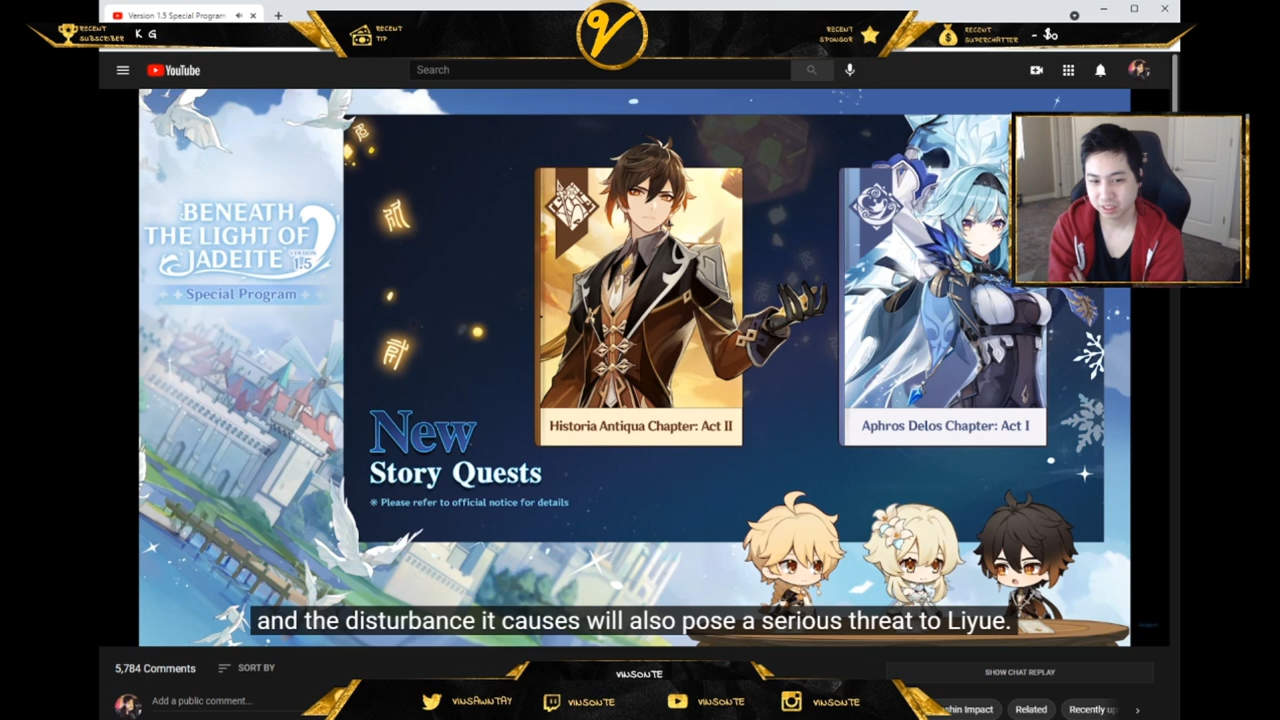 Version 1.5 Special Program
RECENT
SUBSCRIBER
K G
RECENT
TIP
RECENT
SPONSOR
RECENT
SUPERCHATTER
YouTube
Search
BENEATH
THE LIGHT OF
JADEITE
VERSION
1.5
Special Program
New
Story Quests
※ Please refer to official notice for details
Historia Antiqua Chapter: Act II
Aphros Delos Chapter: Act I
and the disturbance it causes will also pose a serious threat to Liyue.
5,784 Comments
SORT BY
VINSONTE
SHOW CHAT REPLAY
Add a public comment...
VINSAWNTAY
VINSONTE
VINSONTE
VINSONTE
shin Impact
Related
Recently up